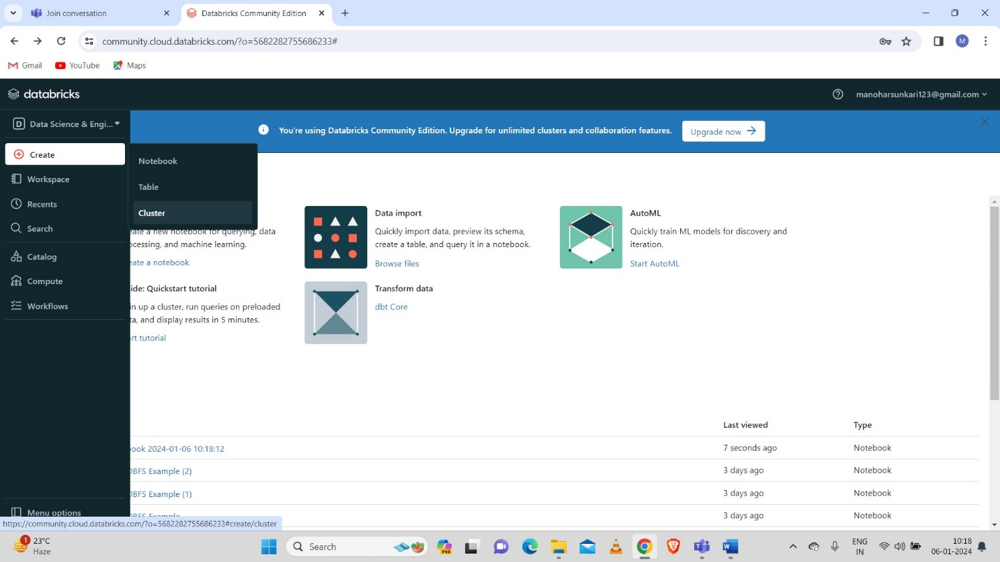 Join conversation
Databricks Community Edition
community.cloud.databricks.com/?o=5682282755686233#
M
Gmail
YouTube
Maps
databricks
manoharsunkari123@gmail.com
D Data Science & Engi...
You're using Databricks Community Edition. Upgrade for unlimited clusters and collaboration features.
Upgrade now
Create
Workspace
Recents
Search
Catalog
Compute
Workflows
Menu options
Notebook
Table
Cluster
eate a new notebook for querying, data
ocessing, and machine learning.
eate a notebook
Data import
Quickly import data, preview its schema,
create a table, and query it in a notebook.
Browse files
AutoML
Quickly train ML models for discovery and
iteration.
Start AutoML
ide: Quickstart tutorial
in up a cluster, run queries on preloaded
ta, and display results in 5 minutes.
rt tutorial
Transform data
dbt Core
Last viewed
Type
ook 2024-01-06 10:18:12
7 seconds ago
Notebook
DBFS Example (2)
3 days ago
Notebook
DBFS Example (1)
3 days ago
Notebook
DBFS Example
3 days ago
Notebook
https://community.cloud.databricks.com/?o=5682282755686233#create/cluster
1
23°C
Haze
Search
PRE
ENG
IN
10:18
06-01-2024